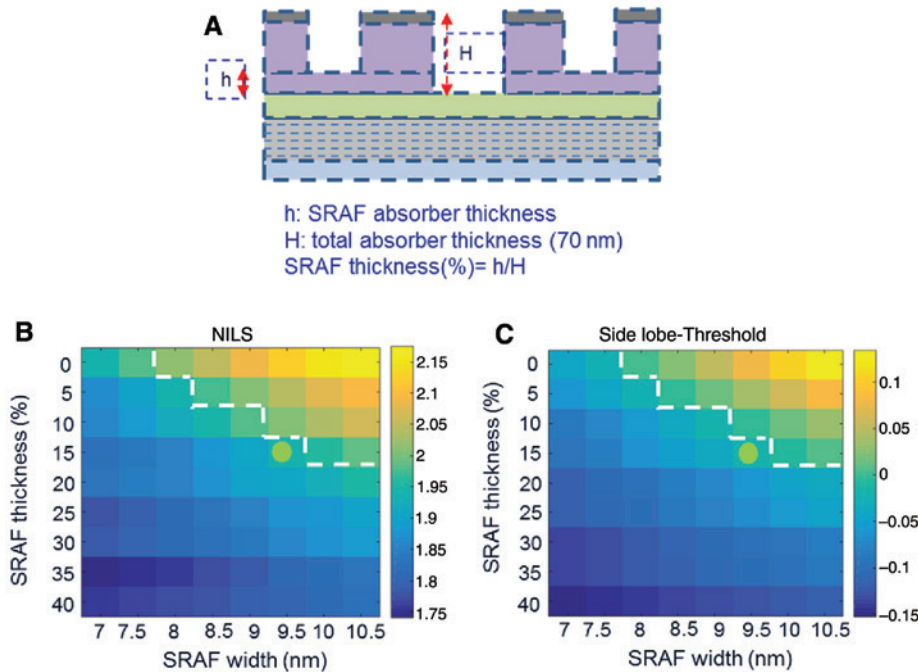 A
h
H
h: SRAF absorber thickness
H: total absorber thickness (70 nm)
SRAF thickness(%)= h/H
B
NILS
SRAF thickness (%)
0
5
10
15
20
25
30
35
40
7 7.5 8 8.5 9 9.5 10 10.5
SRAF width (nm)
2.15
2.1
2.05
2
1.95
1.9
1.85
1.8
1.75
C
Side lobe-Threshold
SRAF thickness (%)
0
5
10
15
20
25
30
35
40
7 7.5 8 8.5 9 9.5 10 10.5
SRAF width (nm)
0.1
0.05
0
−0.05
−0.1
−0.15